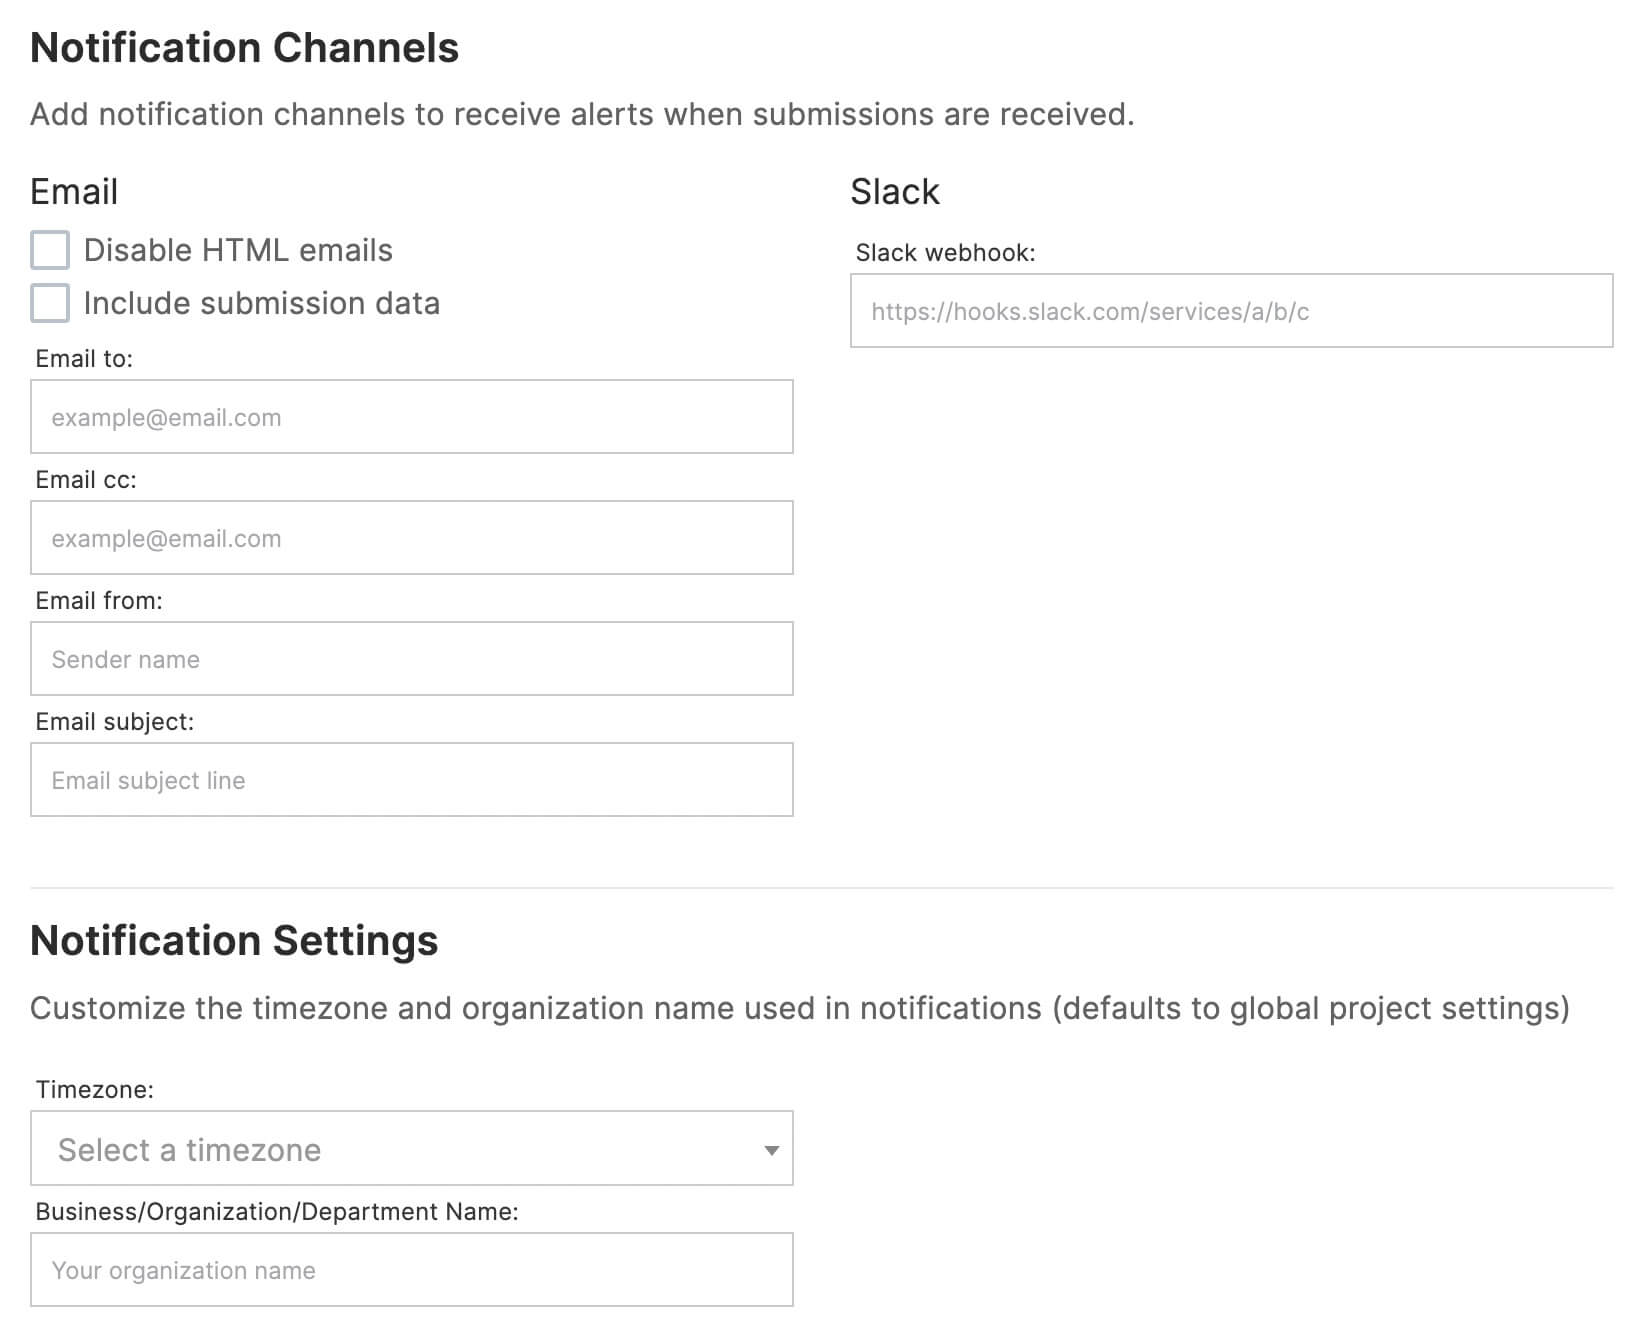 Notification Channels
Add notification channels to receive alerts when submissions are received.
Email
Disable HTML emails
Include submission data
Email to:
example@email.com
Email cc:
example@email.com
Email from:
Sender name
Email subject:
Email subject line
Slack
Slack webhook:
https://hooks.slack.com/services/a/b/c
Notification Settings
Customize the timezone and organization name used in notifications (defaults to global project settings)
Timezone:
Select a timezone
Business/Organization/Department Name:
Your organization name